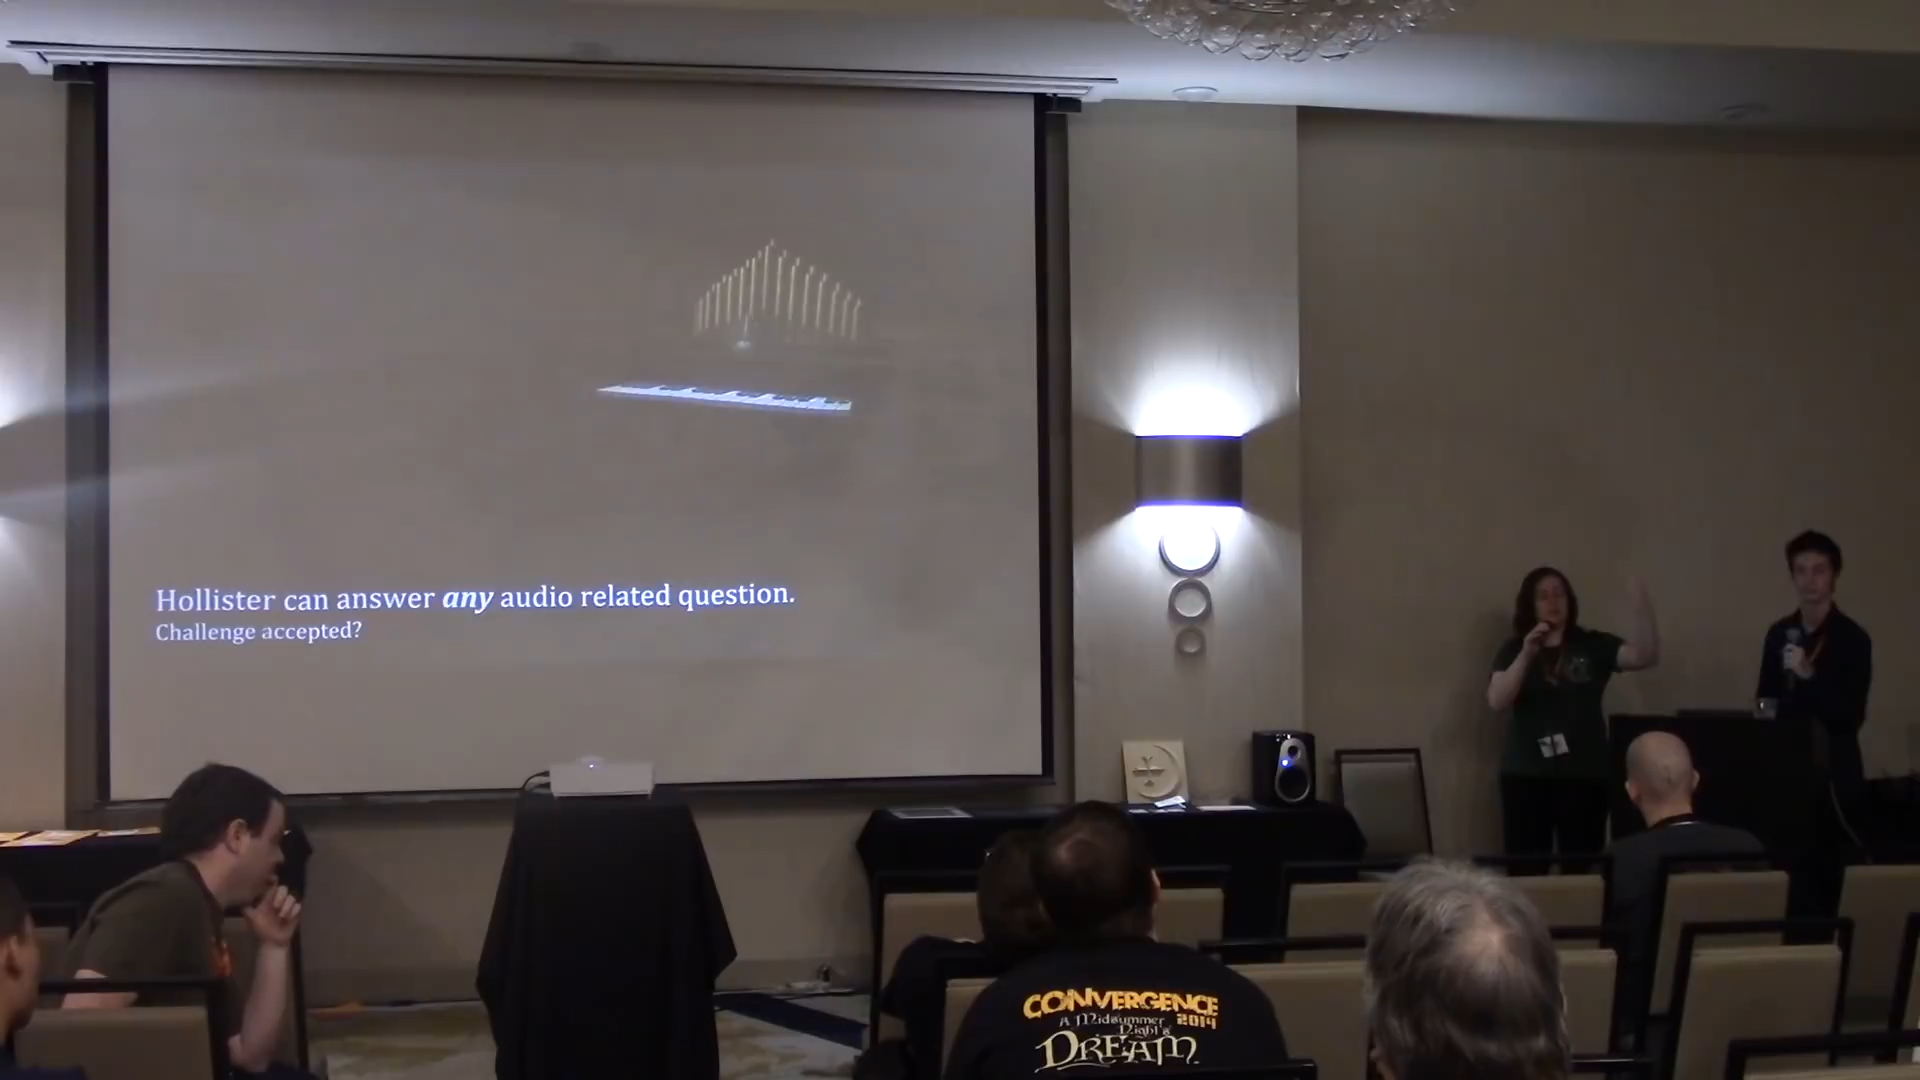 Hollister can answer any audio related question.
Challenge accepted?
CONVERGENCE
2014
A Midsummer
Night's
DREAM